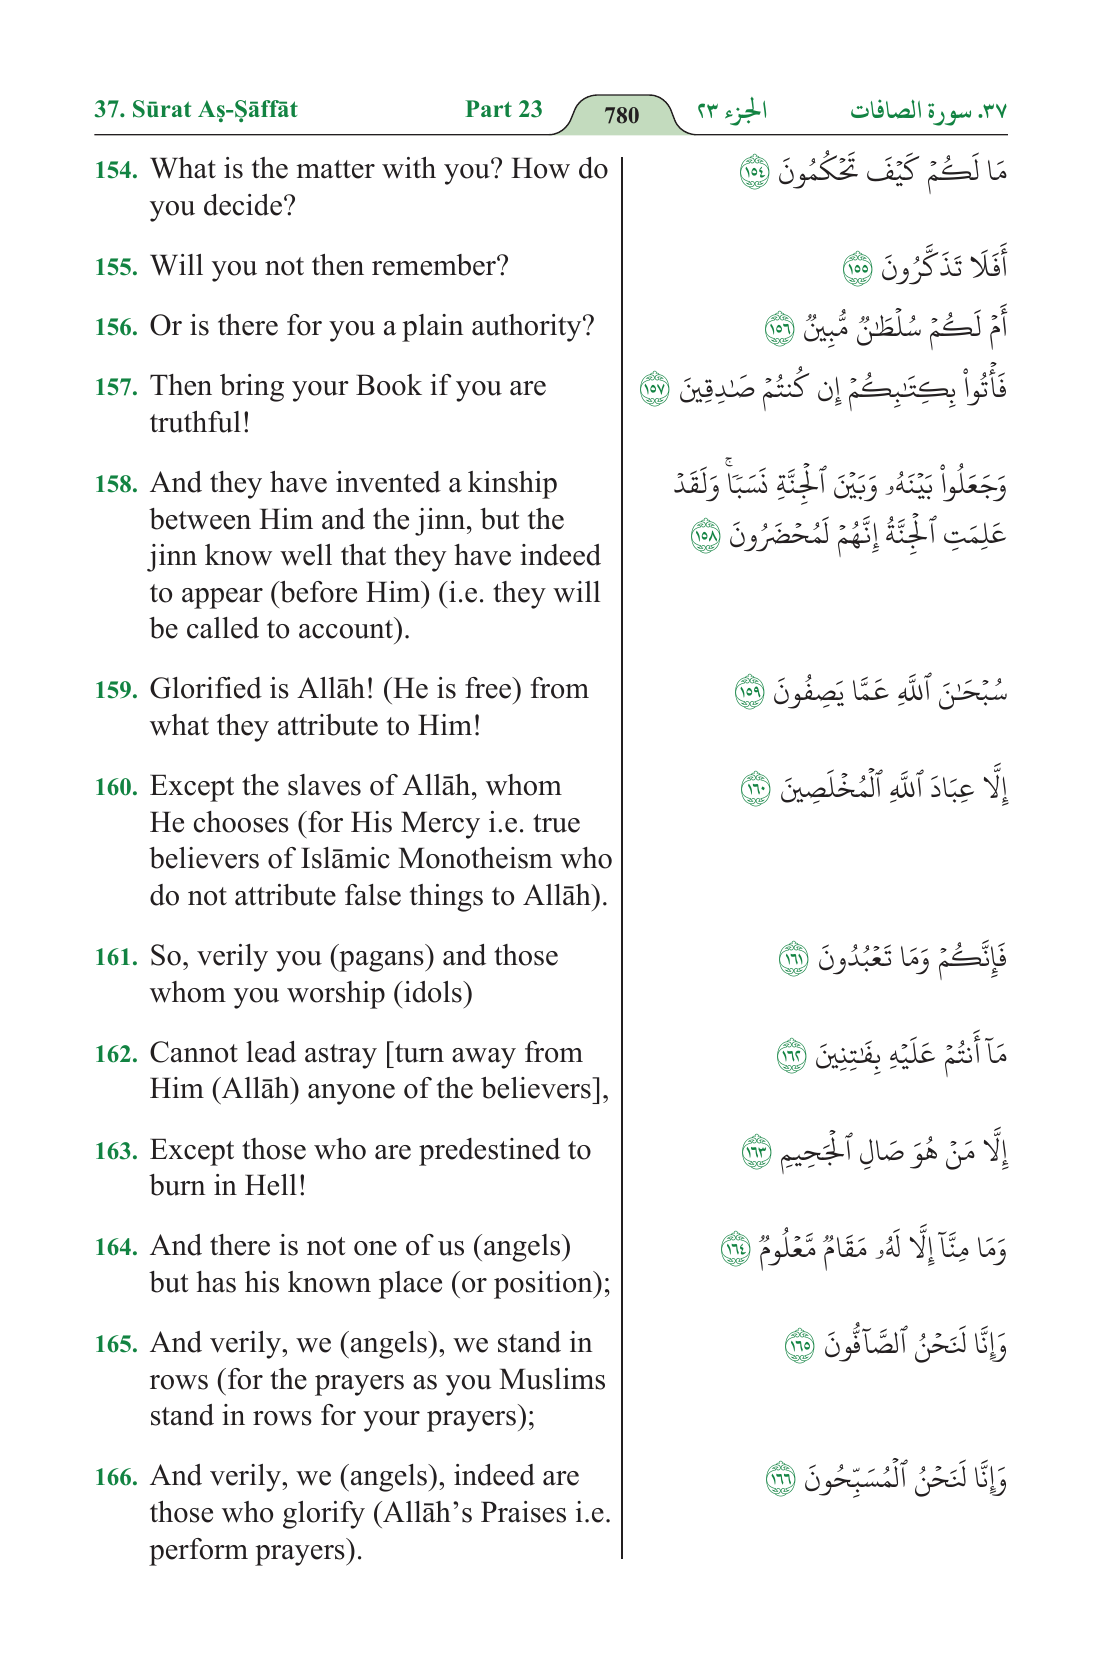 37. Sūrat Aṣ-Ṣāffāt Part 23 780 الجزء ٢٣ ٣٧. سورة الصافات
154. What is the matter with you? How do
you decide?
155. Will you not then remember?
156. Or is there for you a plain authority?
157. Then bring your Book if you are
truthful!
158. And they have invented a kinship
between Him and the jinn, but the
jinn know well that they have indeed
to appear (before Him) (i.e. they will
be called to account).
159. Glorified is Allāh! (He is free) from
what they attribute to Him!
160. Except the slaves of Allāh, whom
He chooses (for His Mercy i.e. true
believers of Islāmic Monotheism who
do not attribute false things to Allāh).
161. So, verily you (pagans) and those
whom you worship (idols)
162. Cannot lead astray [turn away from
Him (Allāh) anyone of the believers],
163. Except those who are predestined to
burn in Hell!
164. And there is not one of us (angels)
but has his known place (or position);
165. And verily, we (angels), we stand in
rows (for the prayers as you Muslims
stand in rows for your prayers);
166. And verily, we (angels), indeed are
those who glorify (Allāh’s Praises i.e.
perform prayers).
مَا لَكُمۡ كَيۡفَ تَحۡكُمُونَ ١٥٤
أَفَلَا تَذَكَّرُونَ ١٥٥
أَمۡ لَكُمۡ سُلۡطَٰنٞ مُّبِينٞ ١٥٦
فَأۡتُواْ بِكِتَٰبِكُمۡ إِن كُنتُمۡ صَٰدِقِينَ ١٥٧
وَجَعَلُواْ بَيۡنَهُۥ وَبَيۡنَ ٱلۡجِنَّةِ نَسَبٗاۚ وَلَقَدۡ
عَلِمَتِ ٱلۡجِنَّةُ إِنَّهُمۡ لَمُحۡضَرُونَ ١٥٨
سُبۡحَٰنَ ٱللَّهِ عَمَّا يَصِفُونَ ١٥٩
إِلَّا عِبَادَ ٱللَّهِ ٱلۡمُخۡلَصِينَ ١٦٠
فَإِنَّكُمۡ وَمَا تَعۡبُدُونَ ١٦١
مَآ أَنتُمۡ عَلَيۡهِ بِفَٰتِنِينَ ١٦٢
إِلَّا مَنۡ هُوَ صَالِ ٱلۡجَحِيمِ ١٦٣
وَمَا مِنَّآ إِلَّا لَهُۥ مَقَامٞ مَّعۡلُومٞ ١٦٤
وَإِنَّا لَنَحۡنُ ٱلصَّآفُّونَ ١٦٥
وَإِنَّا لَنَحۡنُ ٱلۡمُسَبِّحُونَ ١٦٦